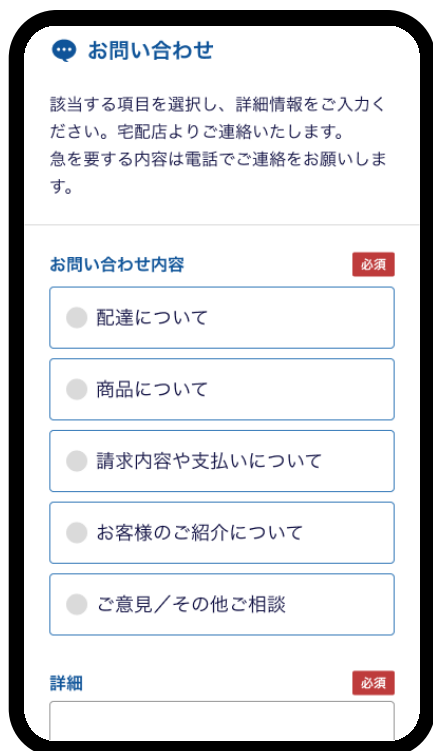 お問い合わせ
該当する項目を選択し、詳細情報をご入力く
ださい。宅配店よりご連絡いたします。
急を要する内容は電話でご連絡をお願いしま
す。
お問い合わせ内容 必須
配達について
商品について
請求内容や支払いについて
お客様のご紹介について
ご意見／その他ご相談
詳細 必須